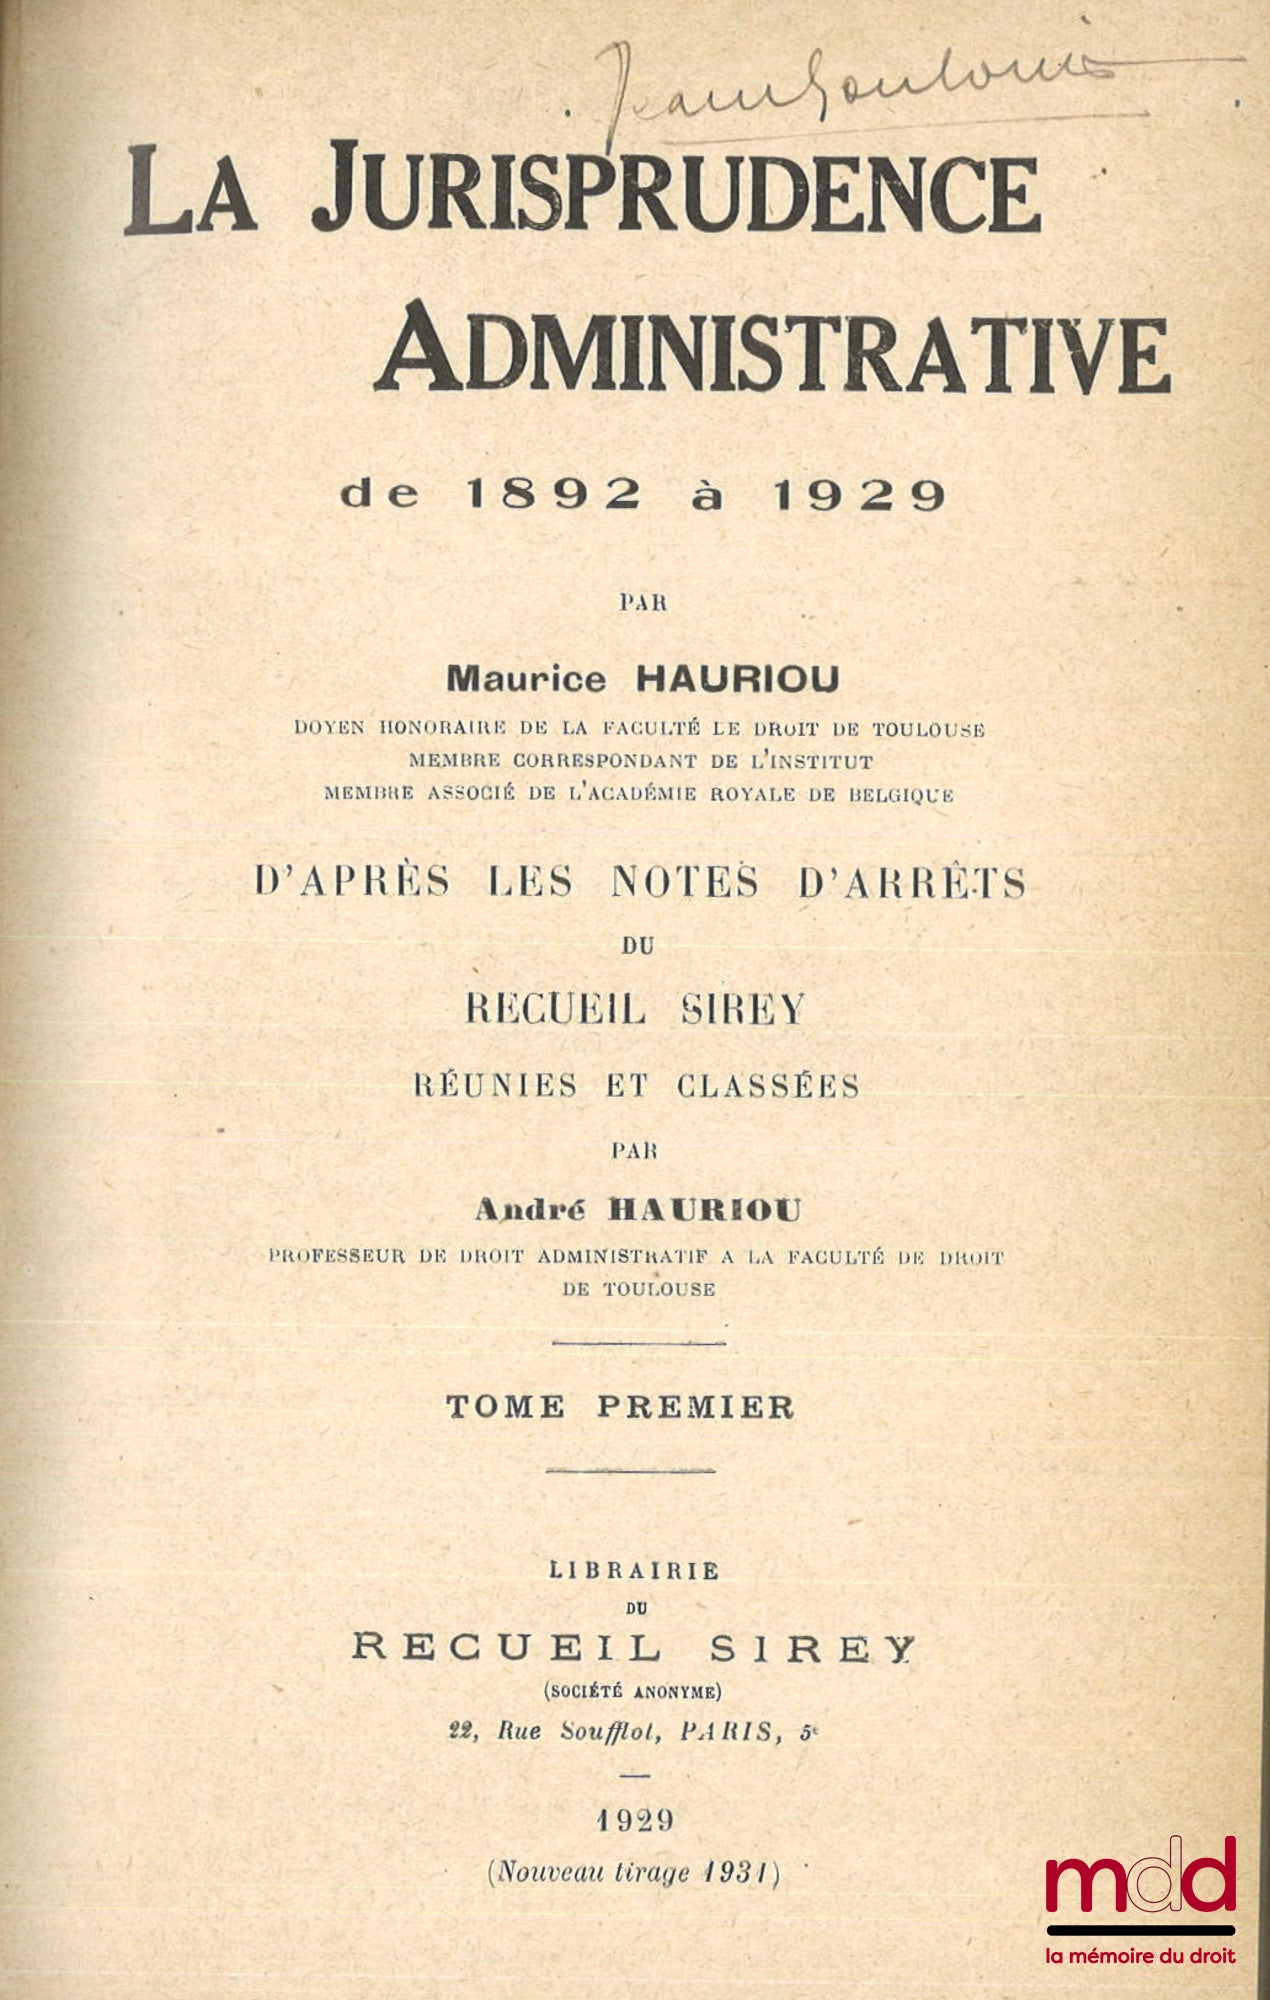 LA JURISPRUDENCE
ADMINISTRATIVE
de 1892 à 1929
PAR
Maurice HAURIOU
DOYEN HONORAIRE DE LA FACULTÉ LE DROIT DE TOULOUSE
MEMBRE CORRESPONDANT DE L'INSTITUT
MEMBRE ASSOCIÉ DE L'ACADÉMIE ROYALE DE BELGIQUE
D'APRÈS LES NOTES D'ARRÊTS
DU
RECUEIL SIREY
RÉUNIES ET CLASSÉES
PAR
André HAURIOU
PROFESSEUR DE DROIT ADMINISTRATIF A LA FACULTÉ DE DROIT
DE TOULOUSE
TOME PREMIER
LIBRAIRIE
DU
RECUEIL SIREY
(SOCIÉTÉ ANONYME)
22, Rue Soufflot, PARIS, 5e
1929
(Nouveau tirage 1931)
mdd
la mémoire du droit